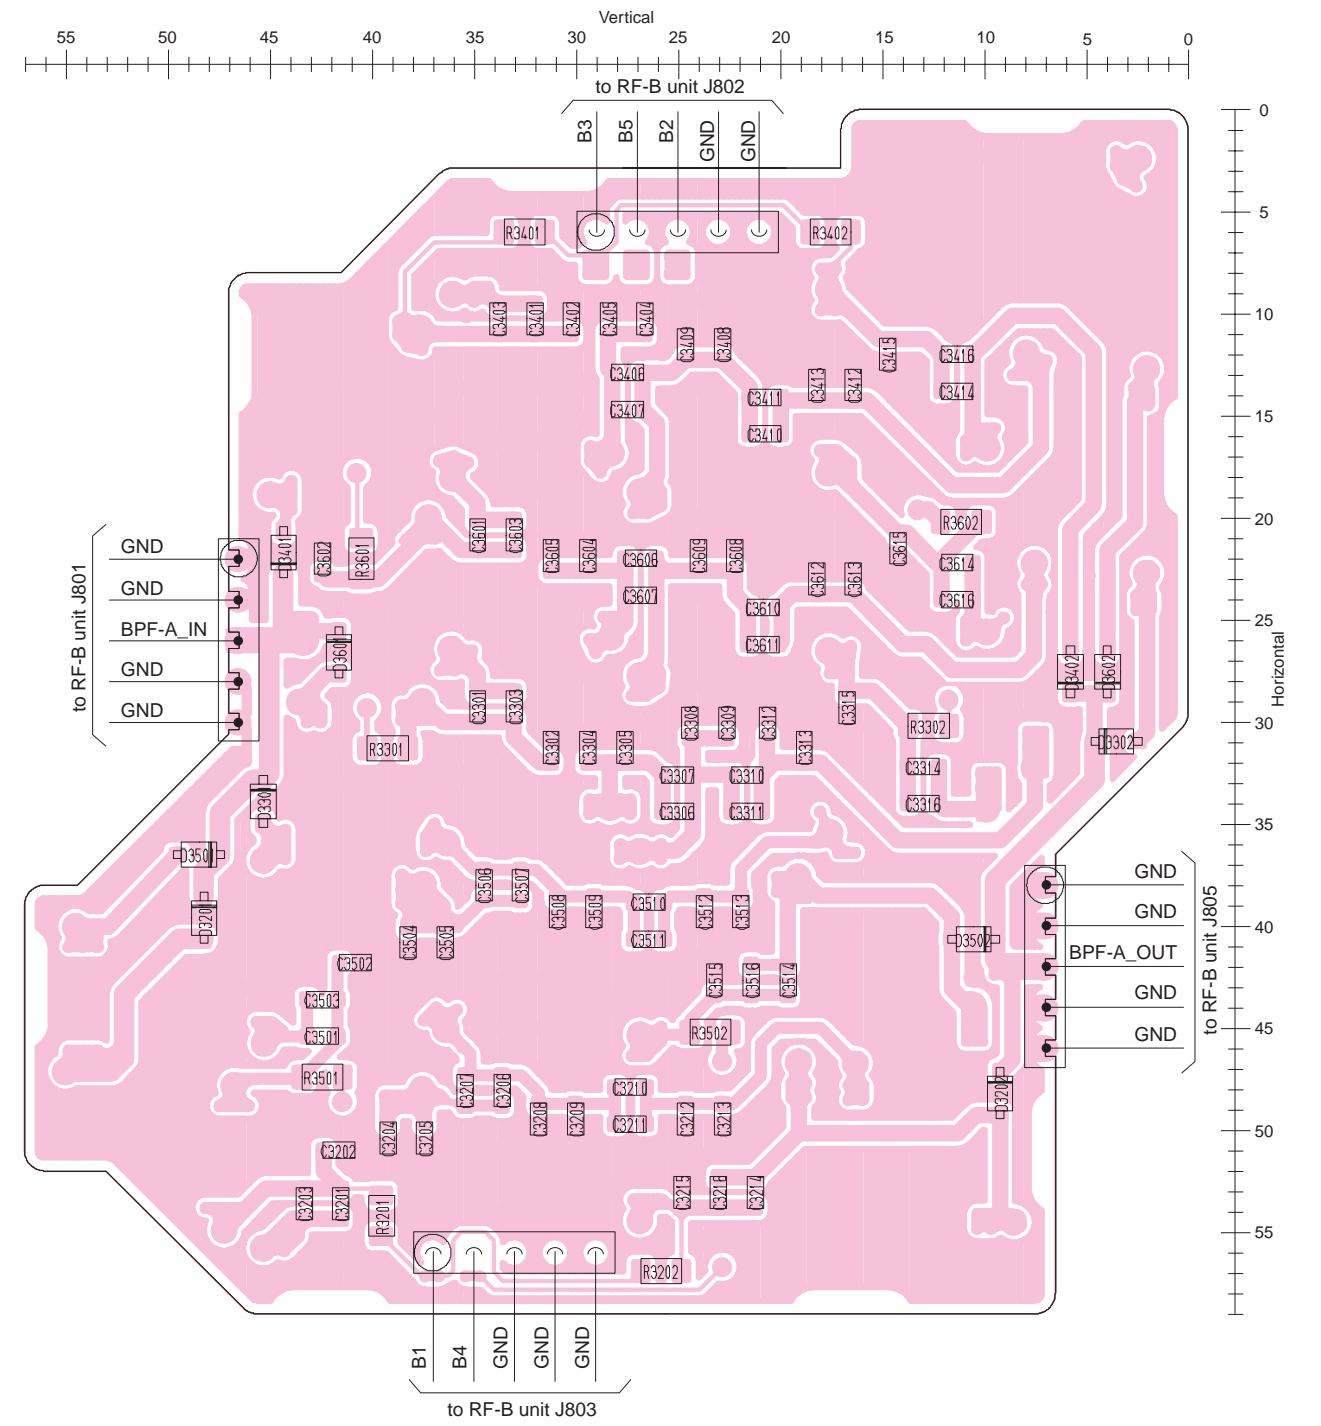 Vertical
55 50 45 40 35 30 25 20 15 10 5 0
to RF-B unit J802
B3 B5 B2 GND GND
0
5
10
15
20
25
30
35
40
45
50
55
Horizontal
R3401 R3402
C3403 C3401 C3402 C3405 C3404
C3409 C3408 C3415 C3416
C3406 C3413 C3412 C3414
C3407 C3411
C3410
C3601 C3603 R3602
D3401 C3602 R3601 C3605 C3604 C3606 C3609 C3608 C3615 C3614
C3607 C3610 C3612 C3613 C3616
C3611
to RF-B unit J801
GND
GND
BPF-A_IN
GND
GND
D3601 D3402 D3602
C3301 C3303 C3315
R3301 C3302 C3304 C3305 C3308 C3309 C3312 C3313 R3302 D3302
C3307 C3310 C3314
D3301 C3306 C3311 C3316
D3501
C3506 C3507
D3201 C3508 C3509 C3510 C3512 C3513
C3504 C3505 C3511 D3502
C3502 C3515 C3516 C3514
C3503
C3501 R3502
R3501
to RF-B unit J805
GND
GND
BPF-A_OUT
GND
GND
C3207 C3206 C3210 D3202
C3208 C3209 C3211 C3212 C3213
C3204 C3205
C3202
C3203 C3201 R3201 C3215 C3216 C3214
R3202
B1 B4 GND GND GND
to RF-B unit J803